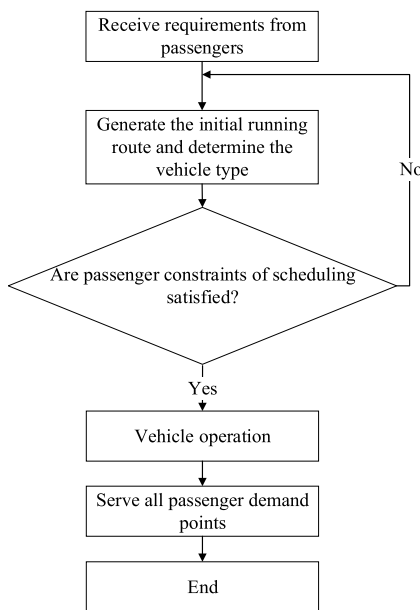 Receive requirements from
passengers
Generate the initial running
route and determine the
vehicle type
No
Are passenger constraints of scheduling
satisfied?
Yes
Vehicle operation
Serve all passenger demand
points
End